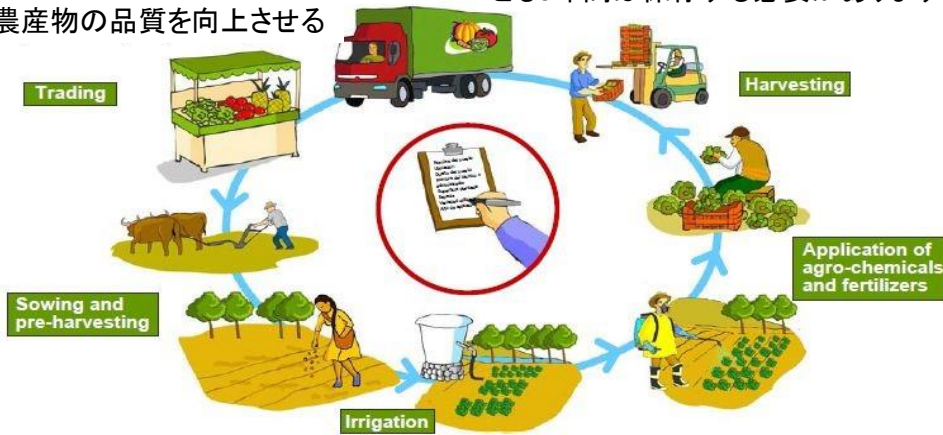 農産物の品質を向上させる
Trading
Harvesting
Application of
agro-chemicals
and fertilizers
Sowing and
pre-harvesting
Irrigation